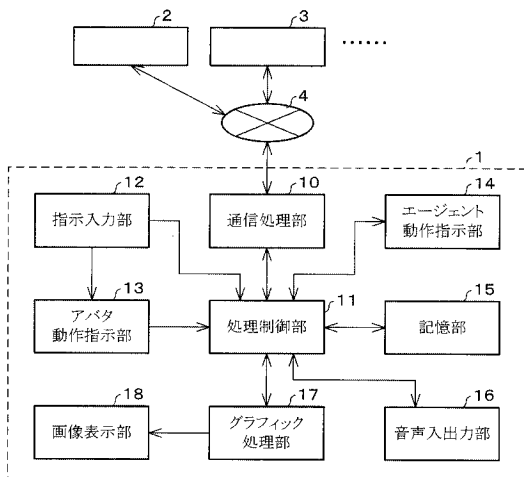 2
3
……
4
1
12
指示入力部
10
通信処理部
14
エージェント
動作指示部
13
アバタ
動作指示部
11
処理制御部
15
記憶部
18
画像表示部
17
グラフィック
処理部
16
音声入出力部